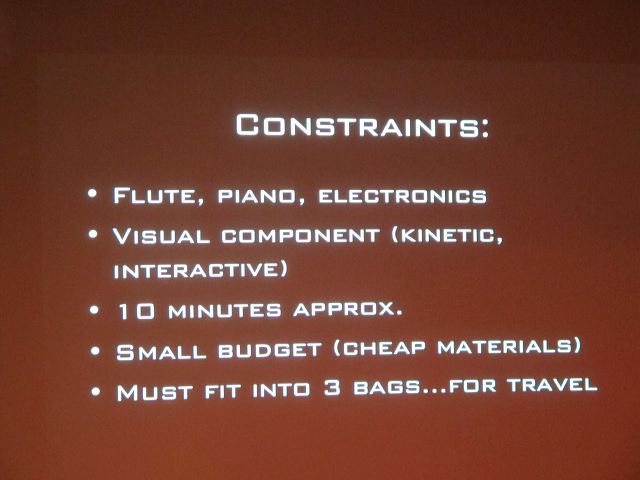 Constraints:
• Flute, piano, electronics
• Visual component (kinetic,
interactive)
• 10 minutes approx.
• Small budget (cheap materials)
• Must fit into 3 bags...for travel